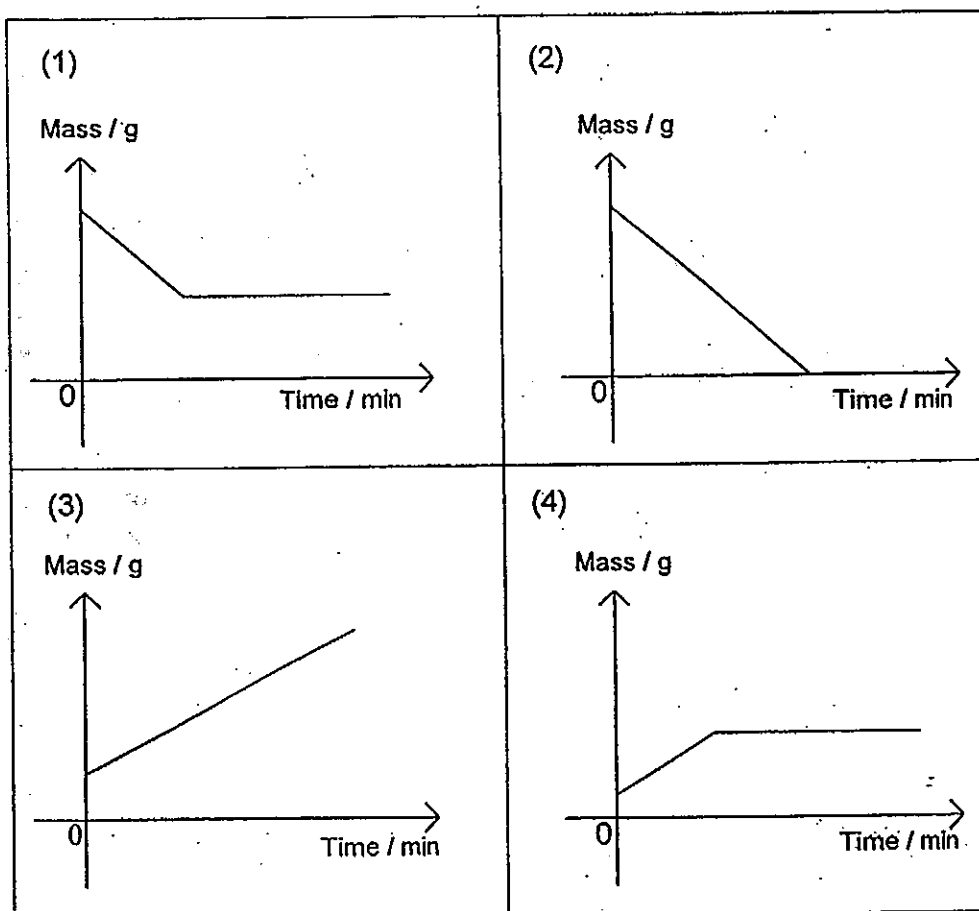 (1)
Mass / g
0
Time / min
(2)
Mass / g
0
Time / min
(3)
Mass / g
0
Time / min
(4)
Mass / g
0
Time / min